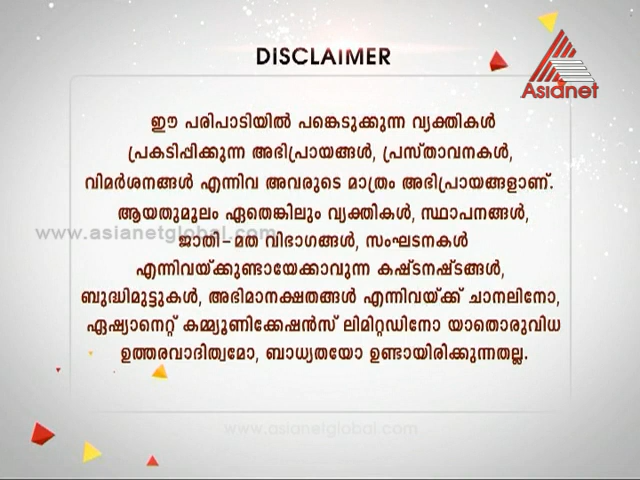 DISCLAIMER
Asianet
ഈ പരിപാടിയിൽ പങ്കെടുക്കുന്ന വ്യക്തികൾ
പ്രകടിപ്പിക്കുന്ന അഭിപ്രായങ്ങൾ, പ്രസ്താവനകൾ,
വിമർശനങ്ങൾ എന്നിവ അവരുടെ മാത്രം അഭിപ്രായങ്ങളാണ്.
ആയതുമൂലം ഏതെങ്കിലും വ്യക്തികൾ, സ്ഥാപനങ്ങൾ,
www.asianetglobal.com
ജാതി-മത വിഭാഗങ്ങൾ, സംഘടനകൾ
എന്നിവയ്ക്കുണ്ടായേക്കാവുന്ന കഷ്ടനഷ്ടങ്ങൾ,
ബുദ്ധിമുട്ടുകൾ, അഭിമാനക്ഷതങ്ങൾ എന്നിവയ്ക്ക് ചാനലിനോ,
ഏഷ്യാനെറ്റ് കമ്മ്യൂണിക്കേഷൻസ് ലിമിറ്റഡിനോ യാതൊരുവിധ
ഉത്തരവാദിത്വമോ, ബാധ്യതയോ ഉണ്ടായിരിക്കുന്നതല്ല.
www.asianetglobal.com